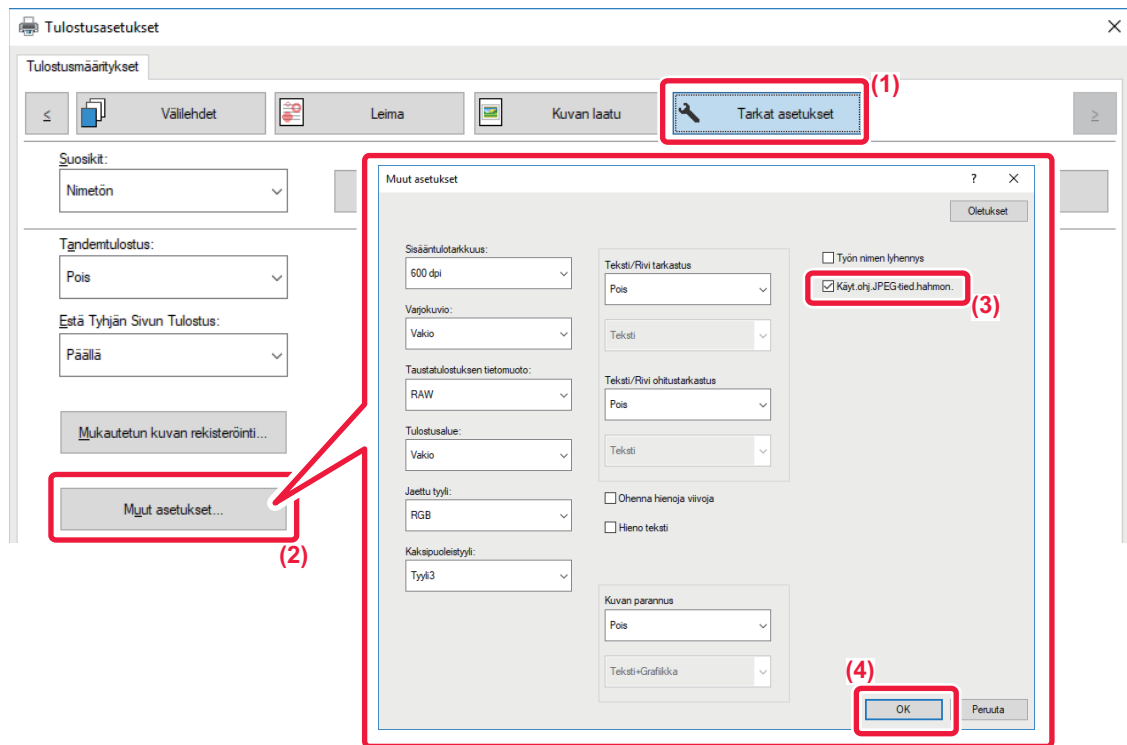 Tulostusasetukset
Tulostusmääritykset
(1)
<
Välilehdet
Leima
Kuvan laatu
Tarkat asetukset
>
Suosikit:
Nimetön
Tandemtulostus:
Pois
Estä Tyhjän Sivun Tulostus:
Päällä
Mukautetun kuvan rekisteröinti...
Muut asetukset...
(2)
Muut asetukset
?
Oletukset
Sisääntulotarkkuus:
600 dpi
Varjokuvio:
Vakio
Taustatulostuksen tietomuoto:
RAW
Tulostusalue:
Vakio
Jaettu tyyli:
RGB
Kaksipuoleistyyli:
Tyyli3
Teksti/Rivi tarkastus
Pois
Teksti
Teksti/Rivi ohitustarkastus
Pois
Teksti
Ohenna hienoja viivoja
Hieno teksti
Kuvan parannus
Pois
Teksti+Grafiikka
Työn nimen lyhennys
Käyt.ohj.JPEG-tied.hahmon.
(3)
(4)
OK
Peruuta